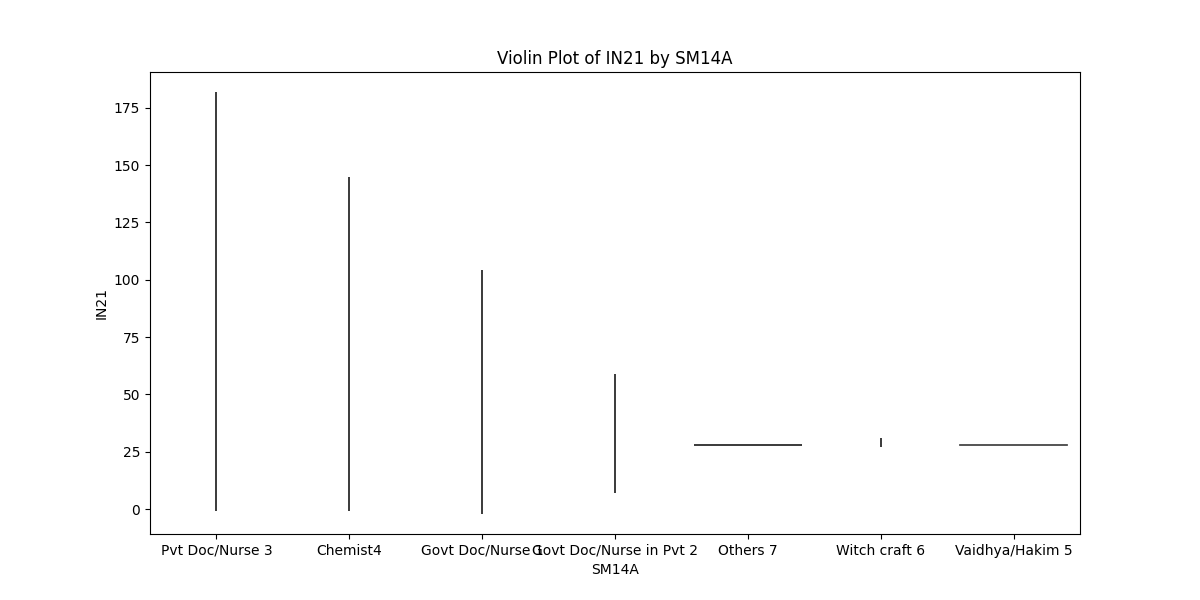 Violin Plot of IN21 by SM14A
175
150
125
100
75
50
25
0
IN21
Pvt Doc/Nurse 3 Chemist4 Govt Doc/Nurse 1 Govt Doc/Nurse in Pvt 2 Others 7 Witch craft 6 Vaidhya/Hakim 5
SM14A